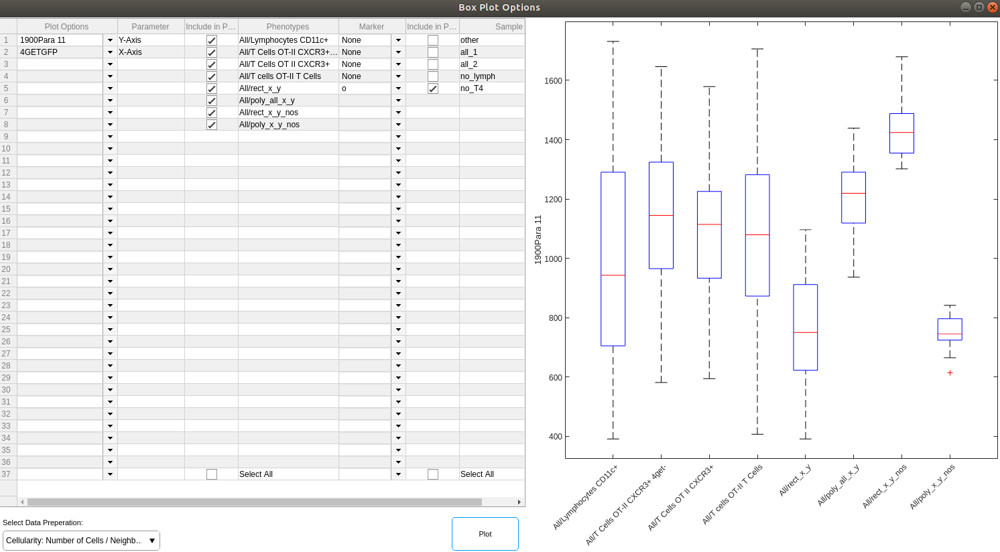 Box Plot Options
Plot Options Parameter Include in P... Phenotypes Marker Include in P... Sample
1 1900Para 11 Y-Axis All/Lymphocytes CD11c+ None other
2 4GETGFP X-Axis All/T Cells OT-II CXCR3+... None all_1
3 All/T Cells OT II CXCR3+ None all_2
4 All/T cells OT-II T Cells None no_lymph
5 All/rect_x_y o no_T4
6 All/poly_all_x_y
7 All/rect_x_y_nos
8 All/poly_x_y_nos
9
10
11
12
13
14
15
16
17
18
19
20
21
22
23
24
25
26
27
28
29
30
31
32
33
34
35
36
37 Select All Select All
Select Data Preperation:
Cellularity: Number of Cells / Neighb...
Plot
1900Para 11
1600
1400
1200
1000
800
600
400
All/Lymphocytes CD11c+
All/T Cells OT-II CXCR3+ 4get-
All/T Cells OT II CXCR3+
All/T cells OT-II T Cells
All/rect_x_y
All/poly_all_x_y
All/rect_x_y_nos
All/poly_x_y_nos